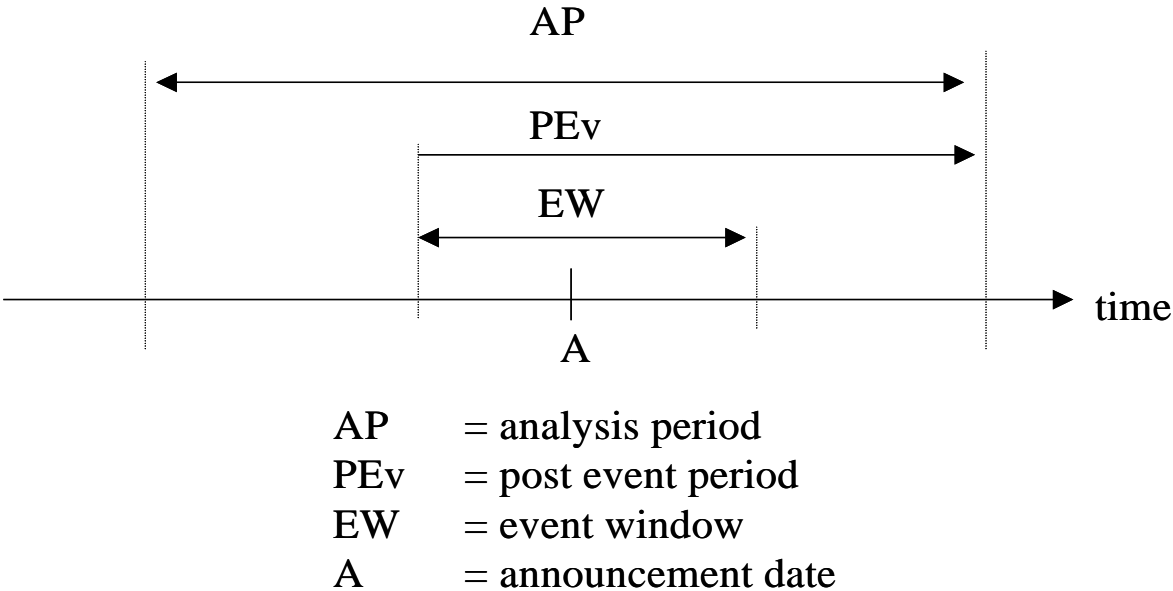 AP
PEv
EW
time
A
AP = analysis period
PEv = post event period
EW = event window
A = announcement date